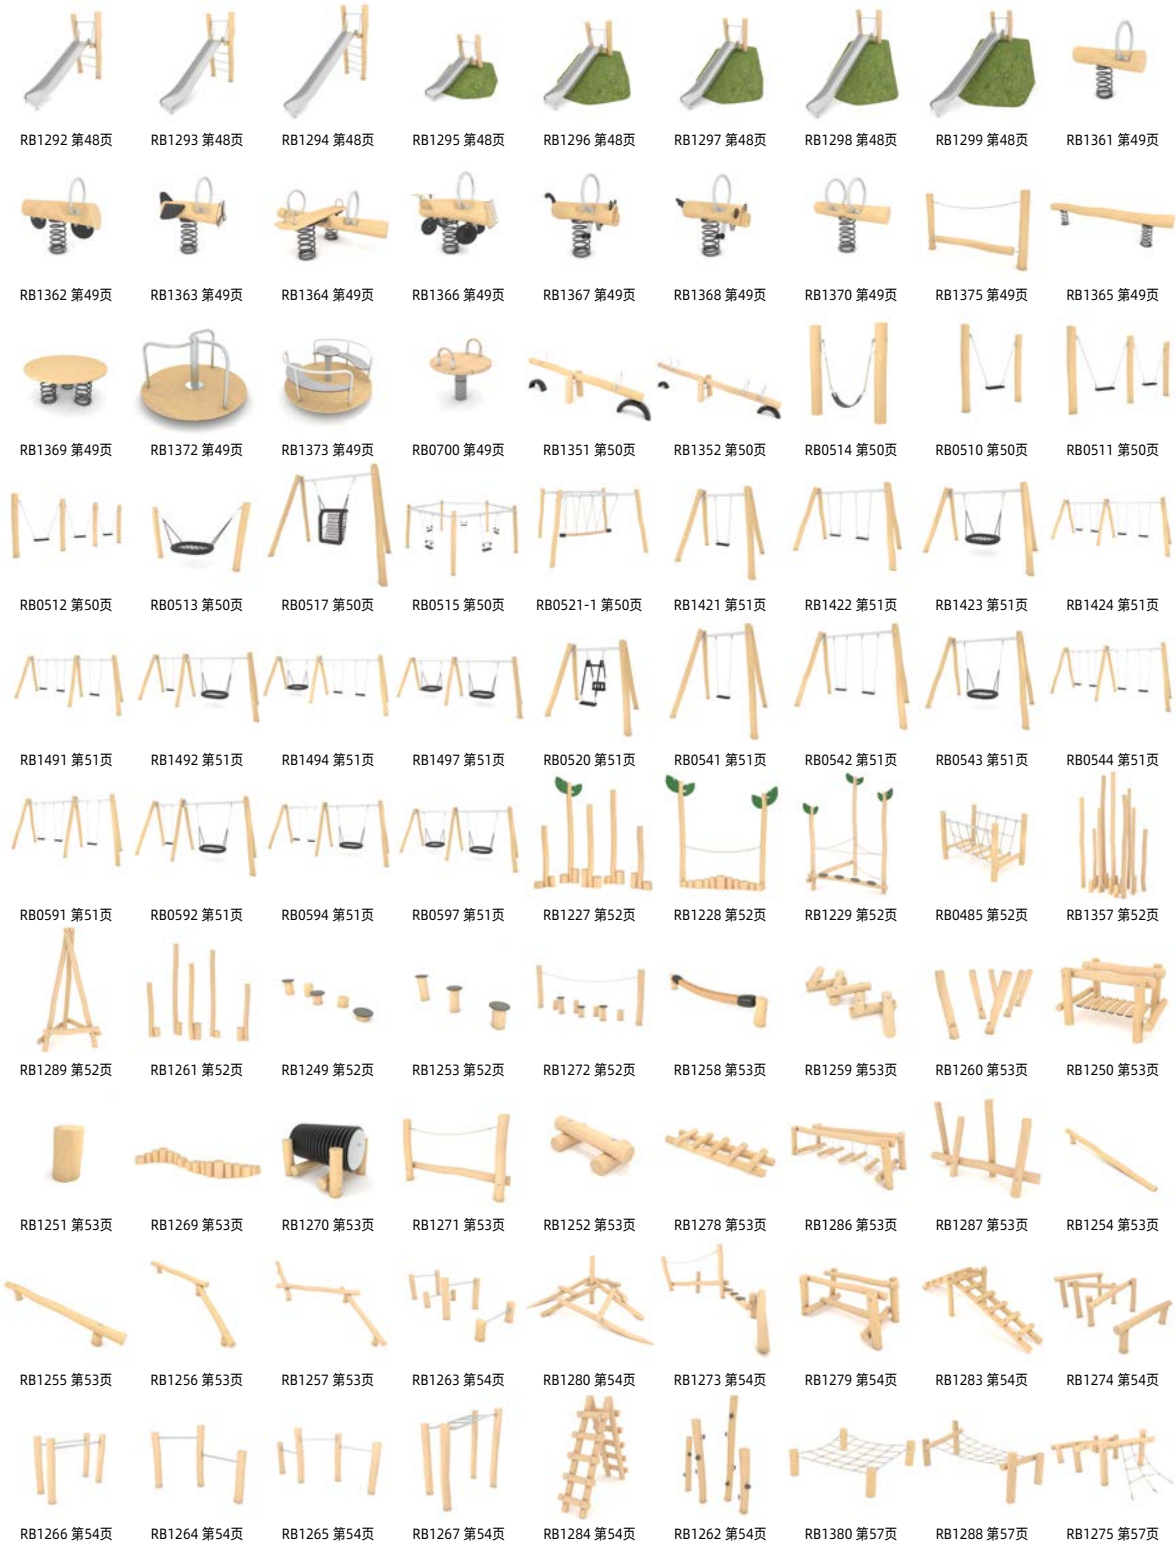 RB1292 第48页 RB1293 第48页 RB1294 第48页 RB1295 第48页 RB1296 第48页 RB1297 第48页 RB1298 第48页 RB1299 第48页 RB1361 第49页
RB1362 第49页 RB1363 第49页 RB1364 第49页 RB1366 第49页 RB1367 第49页 RB1368 第49页 RB1370 第49页 RB1375 第49页 RB1365 第49页
RB1369 第49页 RB1372 第49页 RB1373 第49页 RB0700 第49页 RB1351 第50页 RB1352 第50页 RB0514 第50页 RB0510 第50页 RB0511 第50页
RB0512 第50页 RB0513 第50页 RB0517 第50页 RB0515 第50页 RB0521-1 第50页 RB1421 第51页 RB1422 第51页 RB1423 第51页 RB1424 第51页
RB1491 第51页 RB1492 第51页 RB1494 第51页 RB1497 第51页 RB0520 第51页 RB0541 第51页 RB0542 第51页 RB0543 第51页 RB0544 第51页
RB0591 第51页 RB0592 第51页 RB0594 第51页 RB0597 第51页 RB1227 第52页 RB1228 第52页 RB1229 第52页 RB0485 第52页 RB1357 第52页
RB1289 第52页 RB1261 第52页 RB1249 第52页 RB1253 第52页 RB1272 第52页 RB1258 第53页 RB1259 第53页 RB1260 第53页 RB1250 第53页
RB1251 第53页 RB1269 第53页 RB1270 第53页 RB1271 第53页 RB1252 第53页 RB1278 第53页 RB1286 第53页 RB1287 第53页 RB1254 第53页
RB1255 第53页 RB1256 第53页 RB1257 第53页 RB1263 第54页 RB1280 第54页 RB1273 第54页 RB1279 第54页 RB1283 第54页 RB1274 第54页
RB1266 第54页 RB1264 第54页 RB1265 第54页 RB1267 第54页 RB1284 第54页 RB1262 第54页 RB1380 第57页 RB1288 第57页 RB1275 第57页